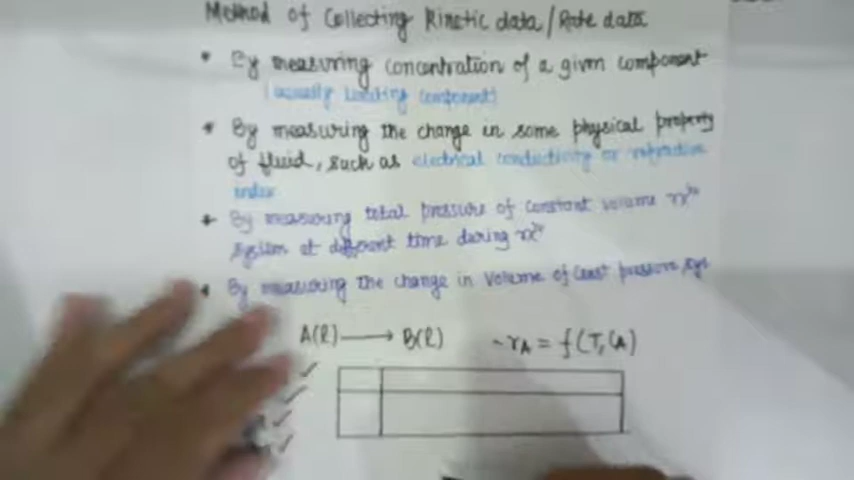 Method of Collecting Kinetic data/Rate data
• By measuring concentration of a given component
(usually Limiting component)
• By measuring the change in some physical property
of fluid, such as electrical conductivity or refractive
index
• By measuring total pressure of constant volume rxn
system at different time during rxn
• By measuring the change in volume of const pressure sys
A(l) → B(l) -rA = f(T, CA)